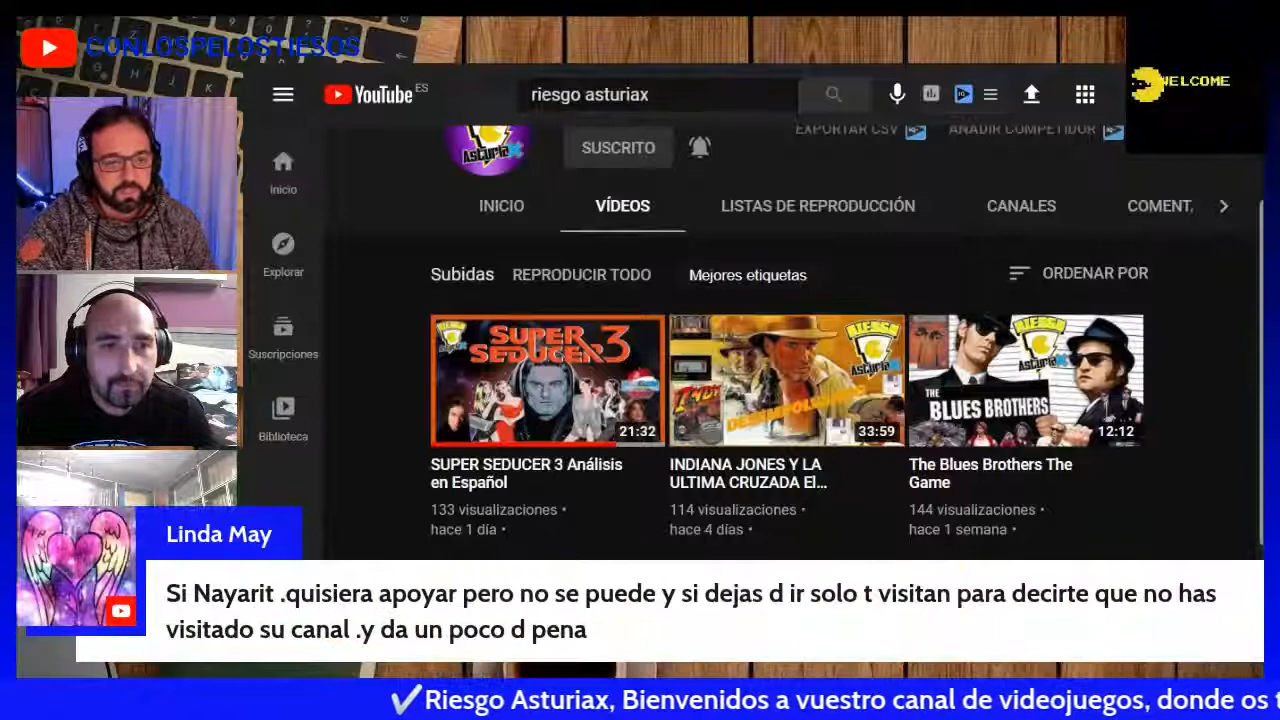 CONLOSPELOSTIESOS
YouTube ES
riesgo asturiax
WELCOME
EXPORTAR CSV
AÑADIR COMPETIDOR
AsturiaX
SUSCRITO
Inicio
Explorar
Suscripciones
Biblioteca
INICIO
VÍDEOS
LISTAS DE REPRODUCCIÓN
CANALES
COMENT.
Subidas
REPRODUCIR TODO
Mejores etiquetas
ORDENAR POR
SUPER
SEDUCER 3
21:32
INDY
33:59
RIESGO
AsturiaX
THE
BLUES BROTHERS
12:12
SUPER SEDUCER 3 Análisis
en Español
133 visualizaciones •
hace 1 día •
INDIANA JONES Y LA
ULTIMA CRUZADA El...
114 visualizaciones •
hace 4 días •
The Blues Brothers The
Game
144 visualizaciones •
hace 1 semana •
Linda May
Si Nayarit .quisiera apoyar pero no se puede y si dejas d ir solo t visitan para decirte que no has
visitado su canal .y da un poco d pena
✔Riesgo Asturiax, Bienvenidos a vuestro canal de videojuegos, donde os